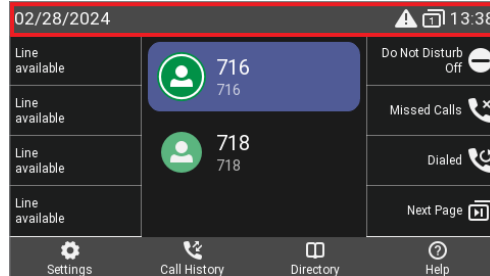 02/28/2024
1
13:38
Line
available
716
716
Do Not Disturb
Off
Line
available
Missed Calls
Line
available
718
718
Dialed
Line
available
Next Page
Settings
Call History
Directory
Help